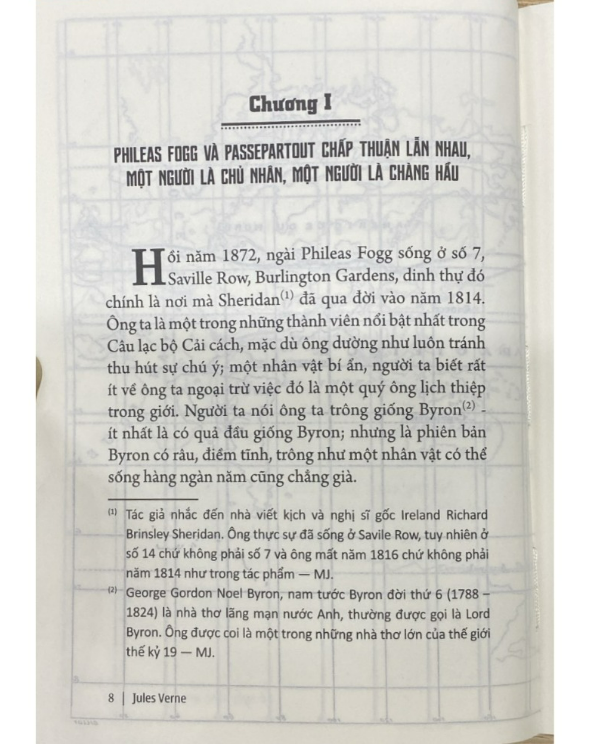 Chương I
PHILEAS FOGG VÀ PASSEPARTOUT CHẤP THUẬN LẪN NHAU,
MỘT NGƯỜI LÀ CHỦ NHÂN, MỘT NGƯỜI LÀ CHÀNG HẦU
Hồi năm 1872, ngài Phileas Fogg sống ở số 7,
Saville Row, Burlington Gardens, dinh thự đó
chính là nơi mà Sheridan(1) đã qua đời vào năm 1814.
Ông ta là một trong những thành viên nổi bật nhất trong
Câu lạc bộ Cải cách, mặc dù ông dường như luôn tránh
thu hút sự chú ý; một nhân vật bí ẩn, người ta biết rất
ít về ông ta ngoại trừ việc đó là một quý ông lịch thiệp
trong giới. Người ta nói ông ta trông giống Byron(2) -
ít nhất là có quả đầu giống Byron; nhưng là phiên bản
Byron có râu, điềm tĩnh, trông như một nhân vật có thể
sống hàng ngàn năm cũng chẳng già.
(1) Tác giả nhắc đến nhà viết kịch và nghị sĩ gốc Ireland Richard
Brinsley Sheridan. Ông thực sự đã sống ở Savile Row, tuy nhiên ở
số 14 chứ không phải số 7 và ông mất năm 1816 chứ không phải
năm 1814 như trong tác phẩm — MJ.
(2) George Gordon Noel Byron, nam tước Byron đời thứ 6 (1788 –
1824) là nhà thơ lãng mạn nước Anh, thường được gọi là Lord
Byron. Ông được coi là một trong những nhà thơ lớn của thế giới
thế kỷ 19 — MJ.
8 | Jules Verne